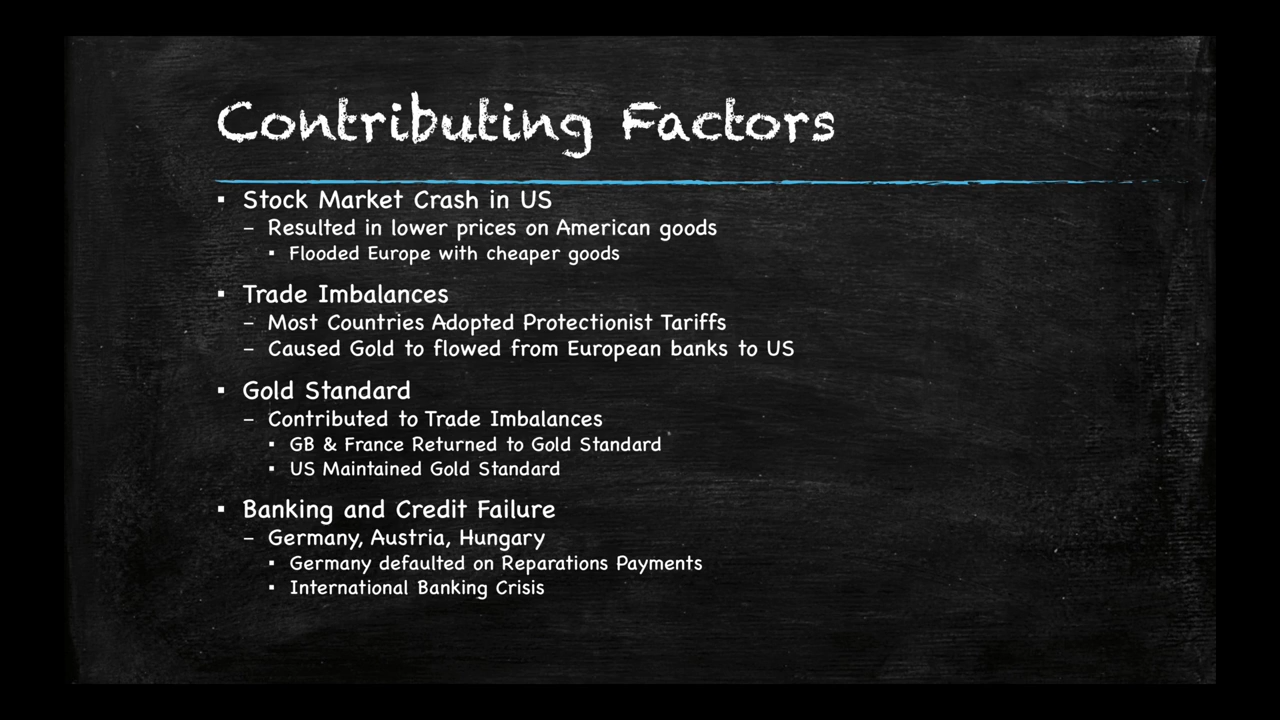 Contributing Factors
▪ Stock Market Crash in US
– Resulted in lower prices on American goods
▪ Flooded Europe with cheaper goods
▪ Trade Imbalances
– Most Countries Adopted Protectionist Tariffs
– Caused Gold to flowed from European banks to US
▪ Gold Standard
– Contributed to Trade Imbalances
▪ GB & France Returned to Gold Standard
▪ US Maintained Gold Standard
▪ Banking and Credit Failure
– Germany, Austria, Hungary
▪ Germany defaulted on Reparations Payments
▪ International Banking Crisis